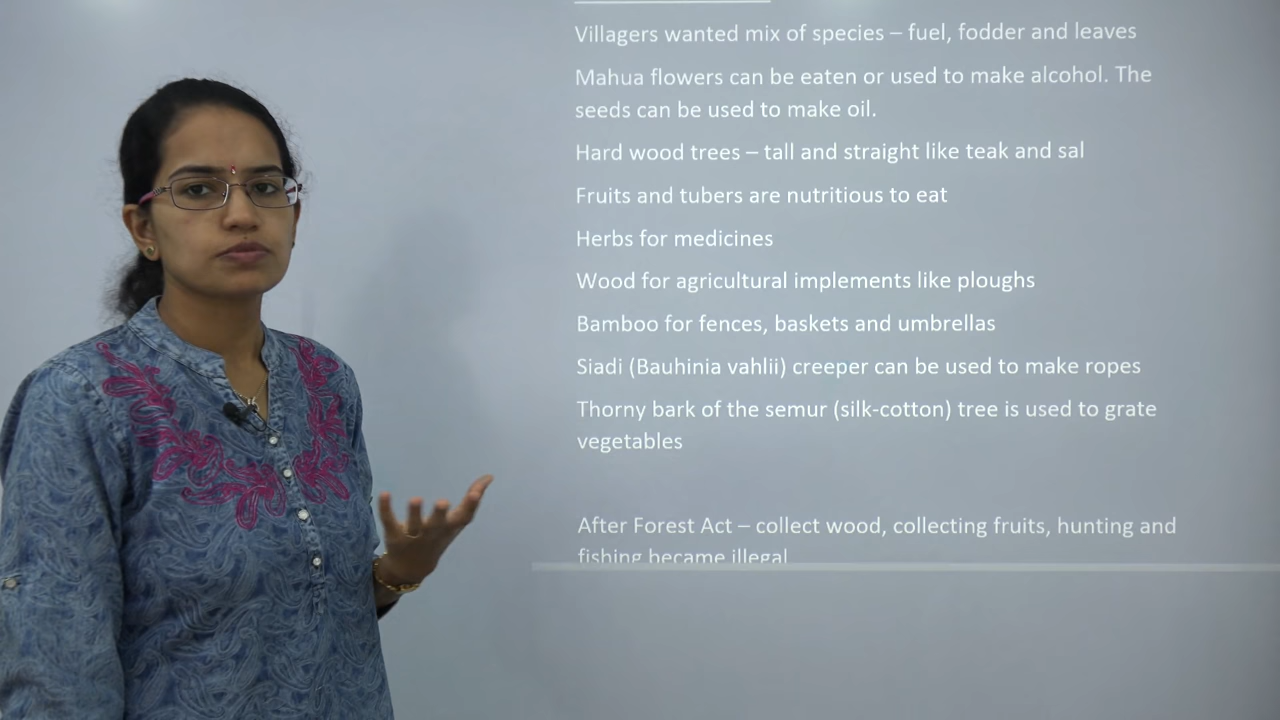 Villagers wanted mix of species – fuel, fodder and leaves
Mahua flowers can be eaten or used to make alcohol. The
seeds can be used to make oil.
Hard wood trees – tall and straight like teak and sal
Fruits and tubers are nutritious to eat
Herbs for medicines
Wood for agricultural implements like ploughs
Bamboo for fences, baskets and umbrellas
Siadi (Bauhinia vahlii) creeper can be used to make ropes
Thorny bark of the semur (silk-cotton) tree is used to grate
vegetables
After Forest Act – collect wood, collecting fruits, hunting and
fishing became illegal